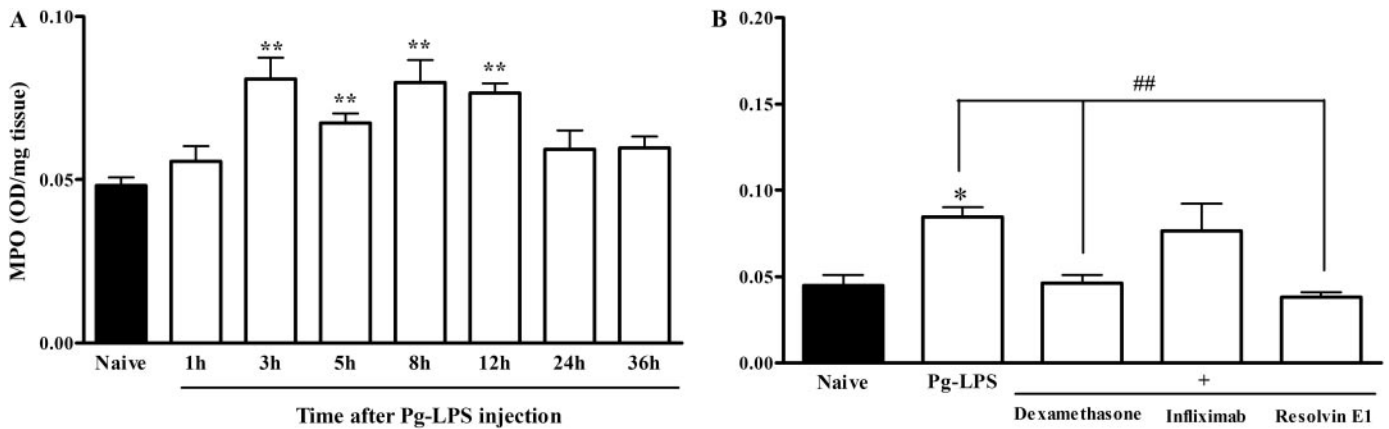 A
MPO (OD/mg tissue)
0.10
0.05
0.00
**
**
**
**
Naive 1h 3h 5h 8h 12h 24h 36h
Time after Pg-LPS injection
B
0.20
0.15
0.10
0.05
0.00
##
*
Naive Pg-LPS +
Dexamethasone Infliximab Resolvin E1